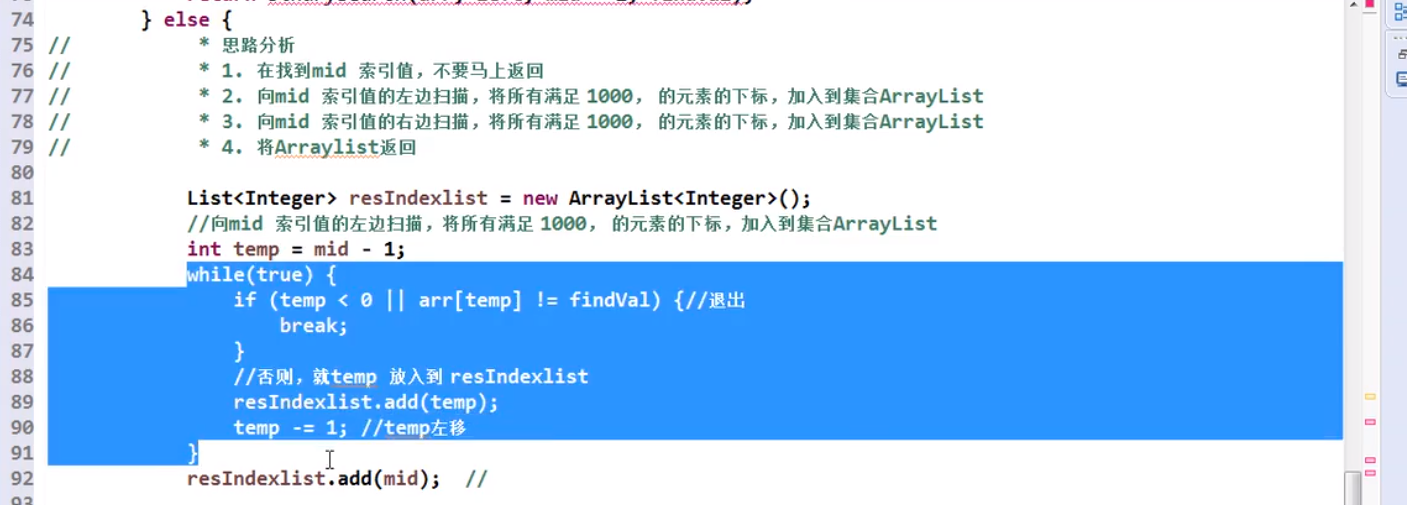 74 } else {
75 // * 思路分析
76 // * 1. 在找到mid 索引值，不要马上返回
77 // * 2. 向mid 索引值的左边扫描，将所有满足 1000， 的元素的下标，加入到集合ArrayList
78 // * 3. 向mid 索引值的右边扫描，将所有满足 1000， 的元素的下标，加入到集合ArrayList
79 // * 4. 将Arraylist返回
80
81 List<Integer> resIndexlist = new ArrayList<Integer>();
82 //向mid 索引值的左边扫描，将所有满足 1000， 的元素的下标，加入到集合ArrayList
83 int temp = mid - 1;
84 while(true) {
85 if (temp < 0 || arr[temp] != findVal) {//退出
86 break;
87 }
88 //否则，就temp 放入到 resIndexlist
89 resIndexlist.add(temp);
90 temp -= 1; //temp左移
91 }
92 resIndexlist.add(mid); //